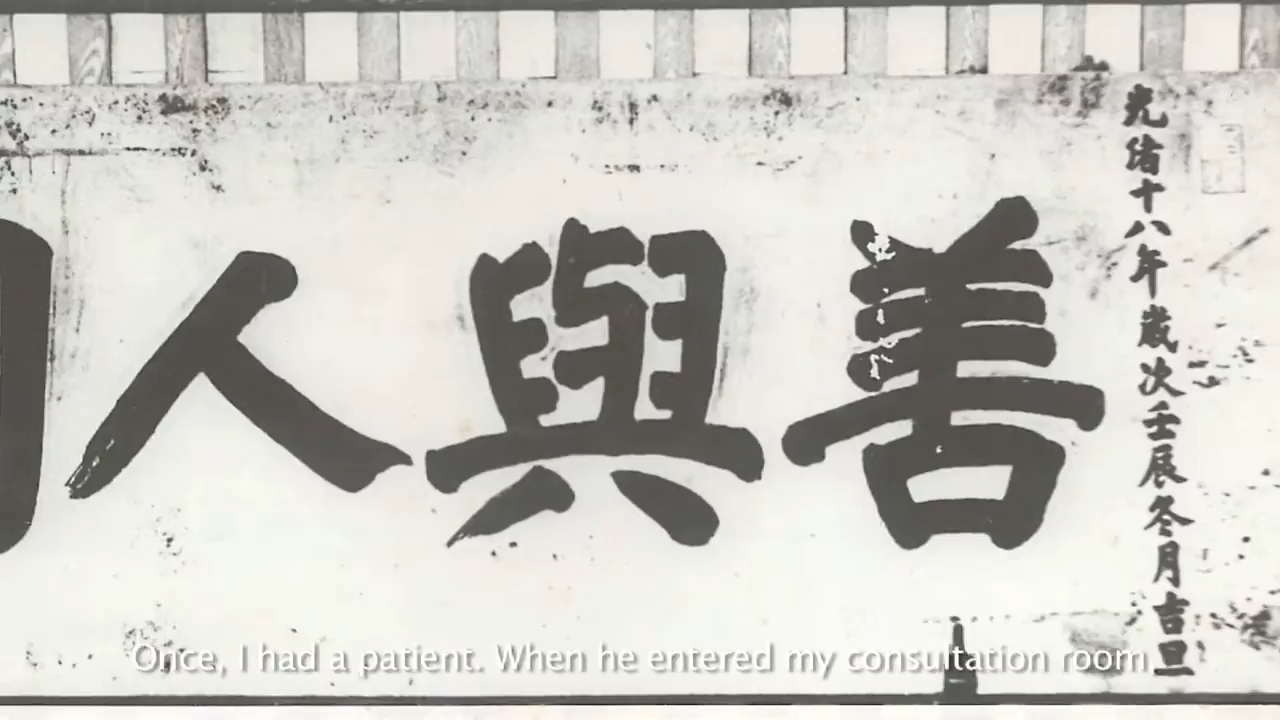 光緒十八年歲次壬辰冬月吉旦
善與人
Once, I had a patient. When he entered my consultation room